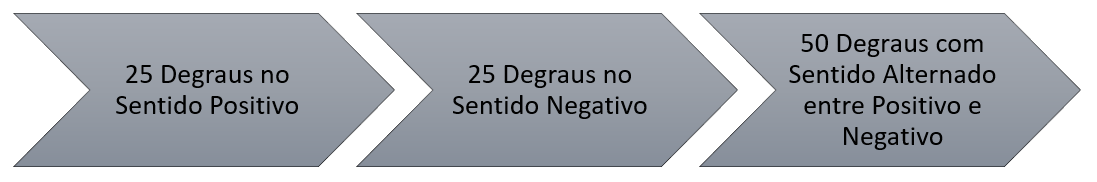 25 Degraus no
Sentido Positivo
25 Degraus no
Sentido Negativo
50 Degraus com
Sentido Alternado
entre Positivo e
Negativo